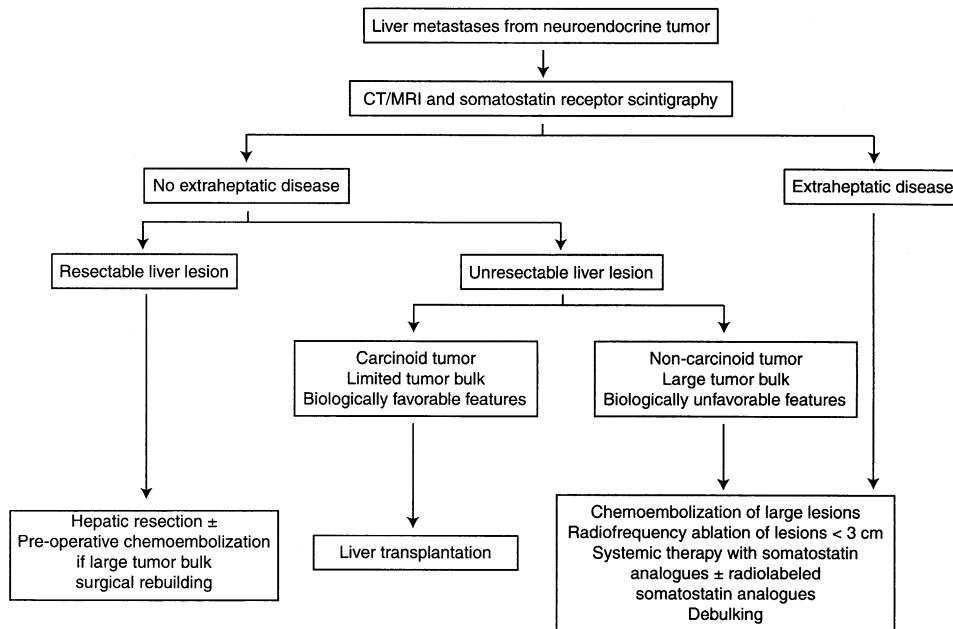 Liver metastases from neuroendocrine tumor
CT/MRI and somatostatin receptor scintigraphy
No extraheptatic disease
Extraheptatic disease
Resectable liver lesion
Unresectable liver lesion
Carcinoid tumor
Limited tumor bulk
Biologically favorable features
Non-carcinoid tumor
Large tumor bulk
Biologically unfavorable features
Hepatic resection ±
Pre-operative chemoembolization
if large tumor bulk
surgical rebuilding
Liver transplantation
Chemoembolization of large lesions
Radiofrequency ablation of lesions < 3 cm
Systemic therapy with somatostatin
analogues ± radiolabeled
somatostatin analogues
Debulking